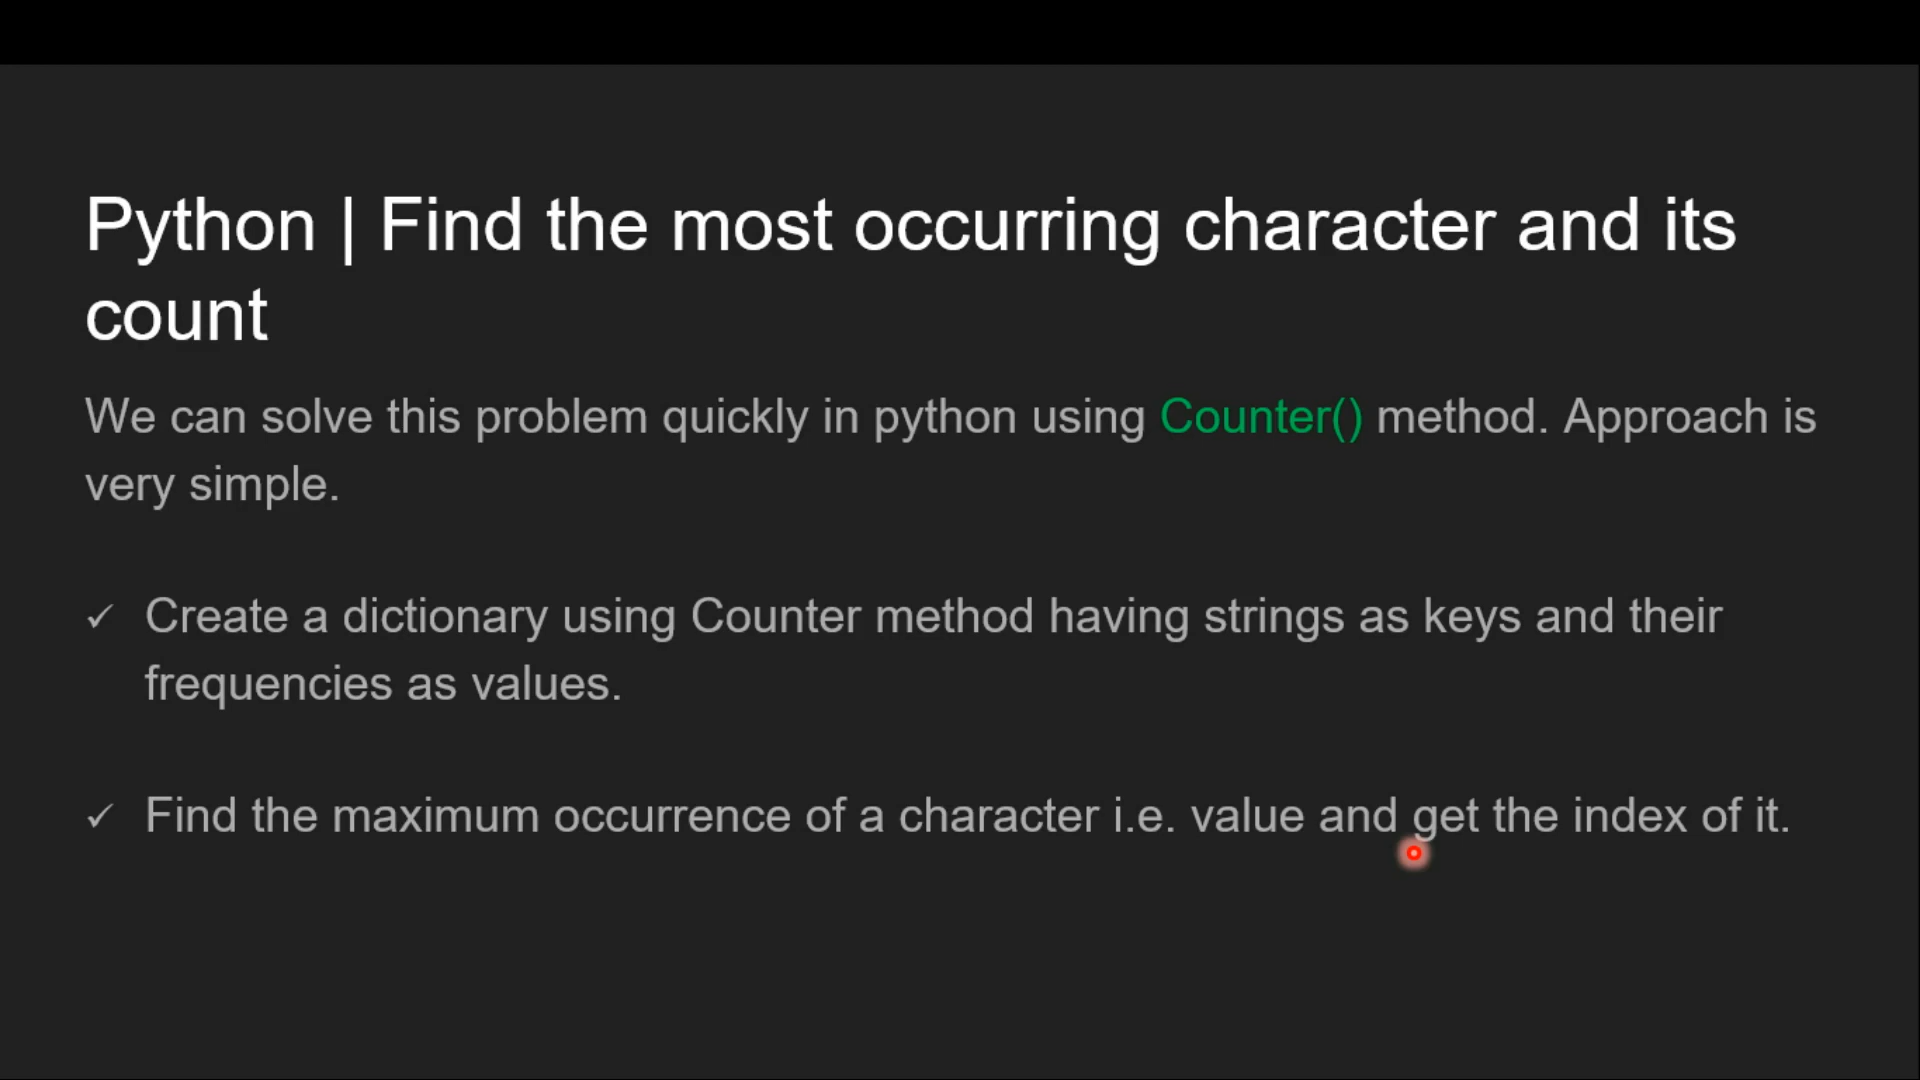 Python | Find the most occurring character and its
count
We can solve this problem quickly in python using Counter() method. Approach is
very simple.
✓ Create a dictionary using Counter method having strings as keys and their
frequencies as values.
✓ Find the maximum occurrence of a character i.e. value and get the index of it.